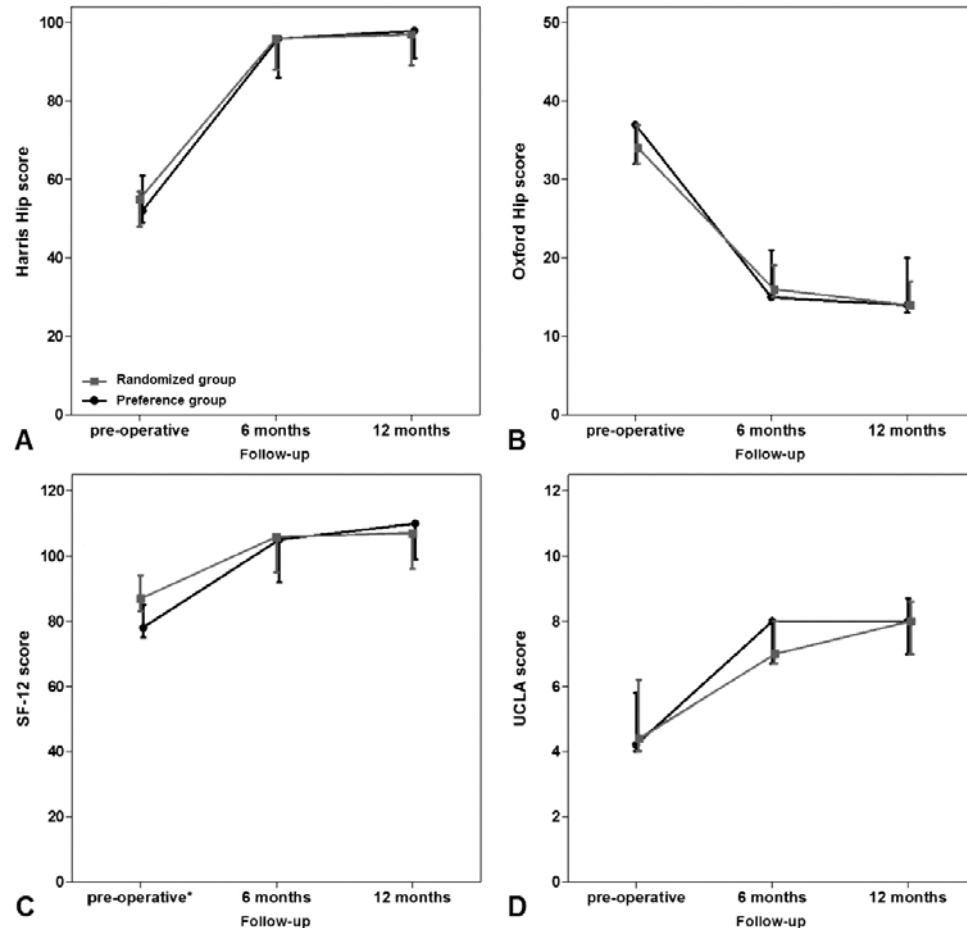 Harris Hip score
100
80
60
40
20
0
Randomized group
Preference group
pre-operative
6 months
12 months
Follow-up
A
Oxford Hip score
50
40
30
20
10
0
pre-operative
6 months
12 months
Follow-up
B
SF-12 score
120
100
80
60
40
20
0
pre-operative*
6 months
12 months
Follow-up
C
UCLA score
12
10
8
6
4
2
0
pre-operative
6 months
12 months
Follow-up
D